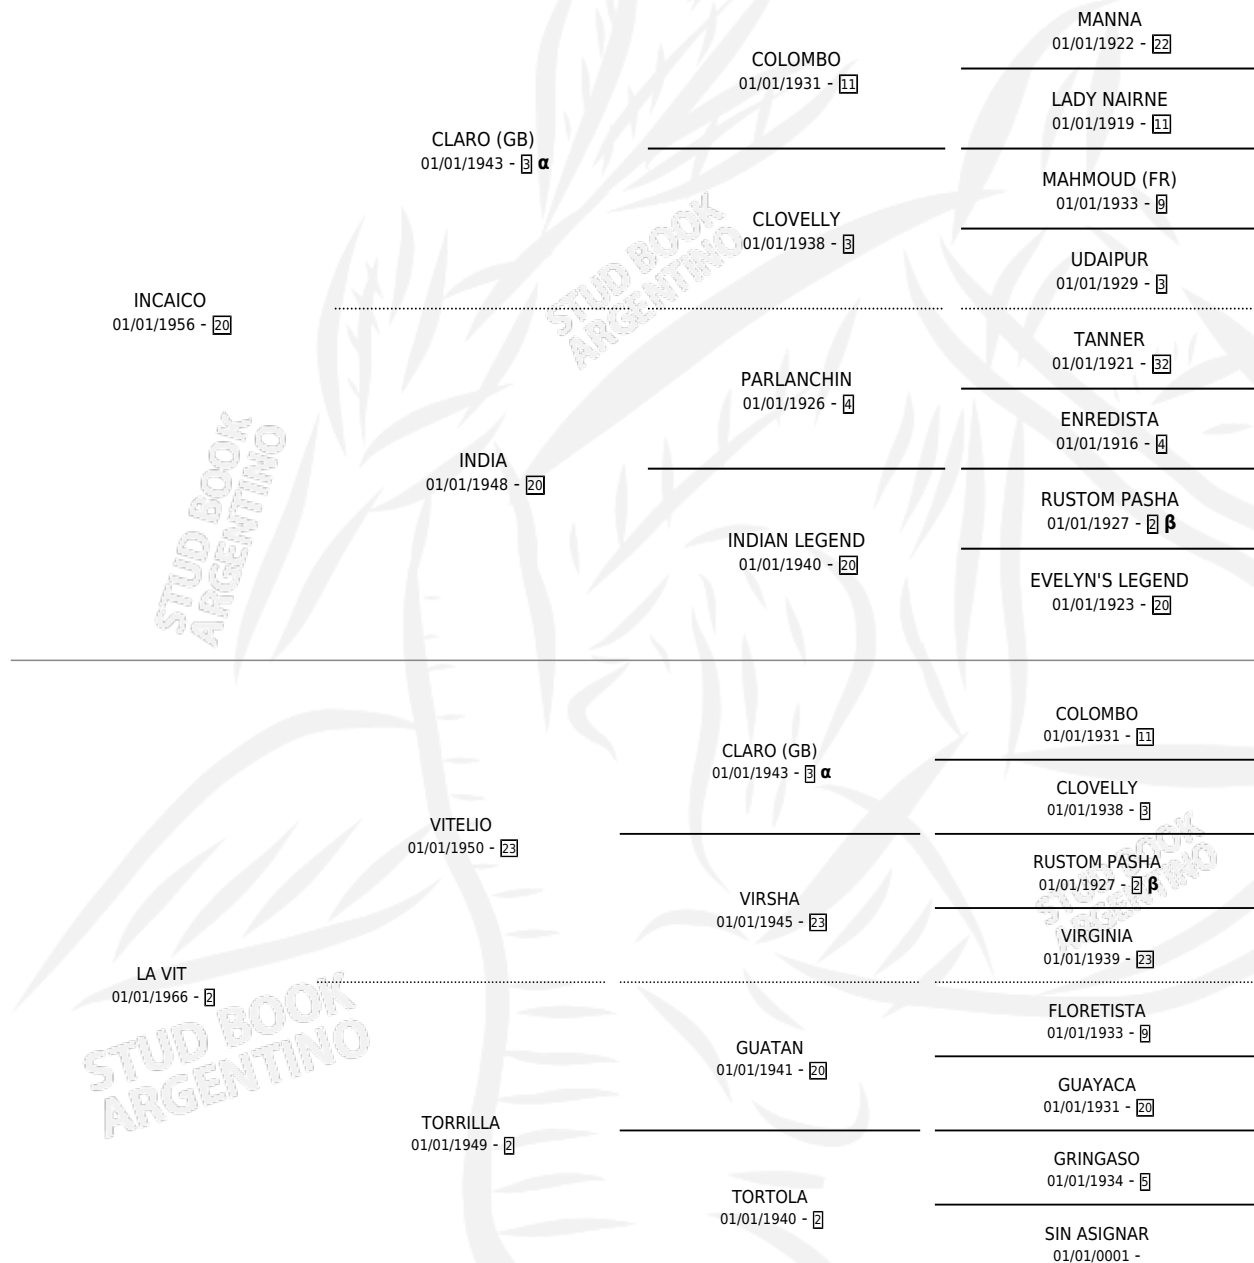 MANNA
01/01/1922 - 22
COLOMBO
01/01/1931 - 11
LADY NAIRNE
01/01/1919 - 11
CLARO (GB)
01/01/1943 - 3 α
MAHMOUD (FR)
01/01/1933 - 9
CLOVELLY
01/01/1938 - 3
UDAIPUR
01/01/1929 - 3
INCAICO
01/01/1956 - 20
TANNER
01/01/1921 - 32
PARLANCHIN
01/01/1926 - 4
ENREDISTA
01/01/1916 - 4
INDIA
01/01/1948 - 20
RUSTOM PASHA
01/01/1927 - 2 β
INDIAN LEGEND
01/01/1940 - 20
EVELYN'S LEGEND
01/01/1923 - 20
COLOMBO
01/01/1931 - 11
CLARO (GB)
01/01/1943 - 3 α
CLOVELLY
01/01/1938 - 3
VITELIO
01/01/1950 - 23
RUSTOM PASHA
01/01/1927 - 2 β
VIRSHA
01/01/1945 - 23
VIRGINIA
01/01/1939 - 23
LA VIT
01/01/1966 - 2
FLORETISTA
01/01/1933 - 9
GUATAN
01/01/1941 - 20
GUAYACA
01/01/1931 - 20
TORRILLA
01/01/1949 - 2
GRINGASO
01/01/1934 - 5
TORTOLA
01/01/1940 - 2
SIN ASIGNAR
01/01/0001 -
STUD BOOK
ARGENTINO
STUD BOOK
ARGENTINO
STUD BOOK
ARGENTINO
STUD BOOK
ARGENTINO